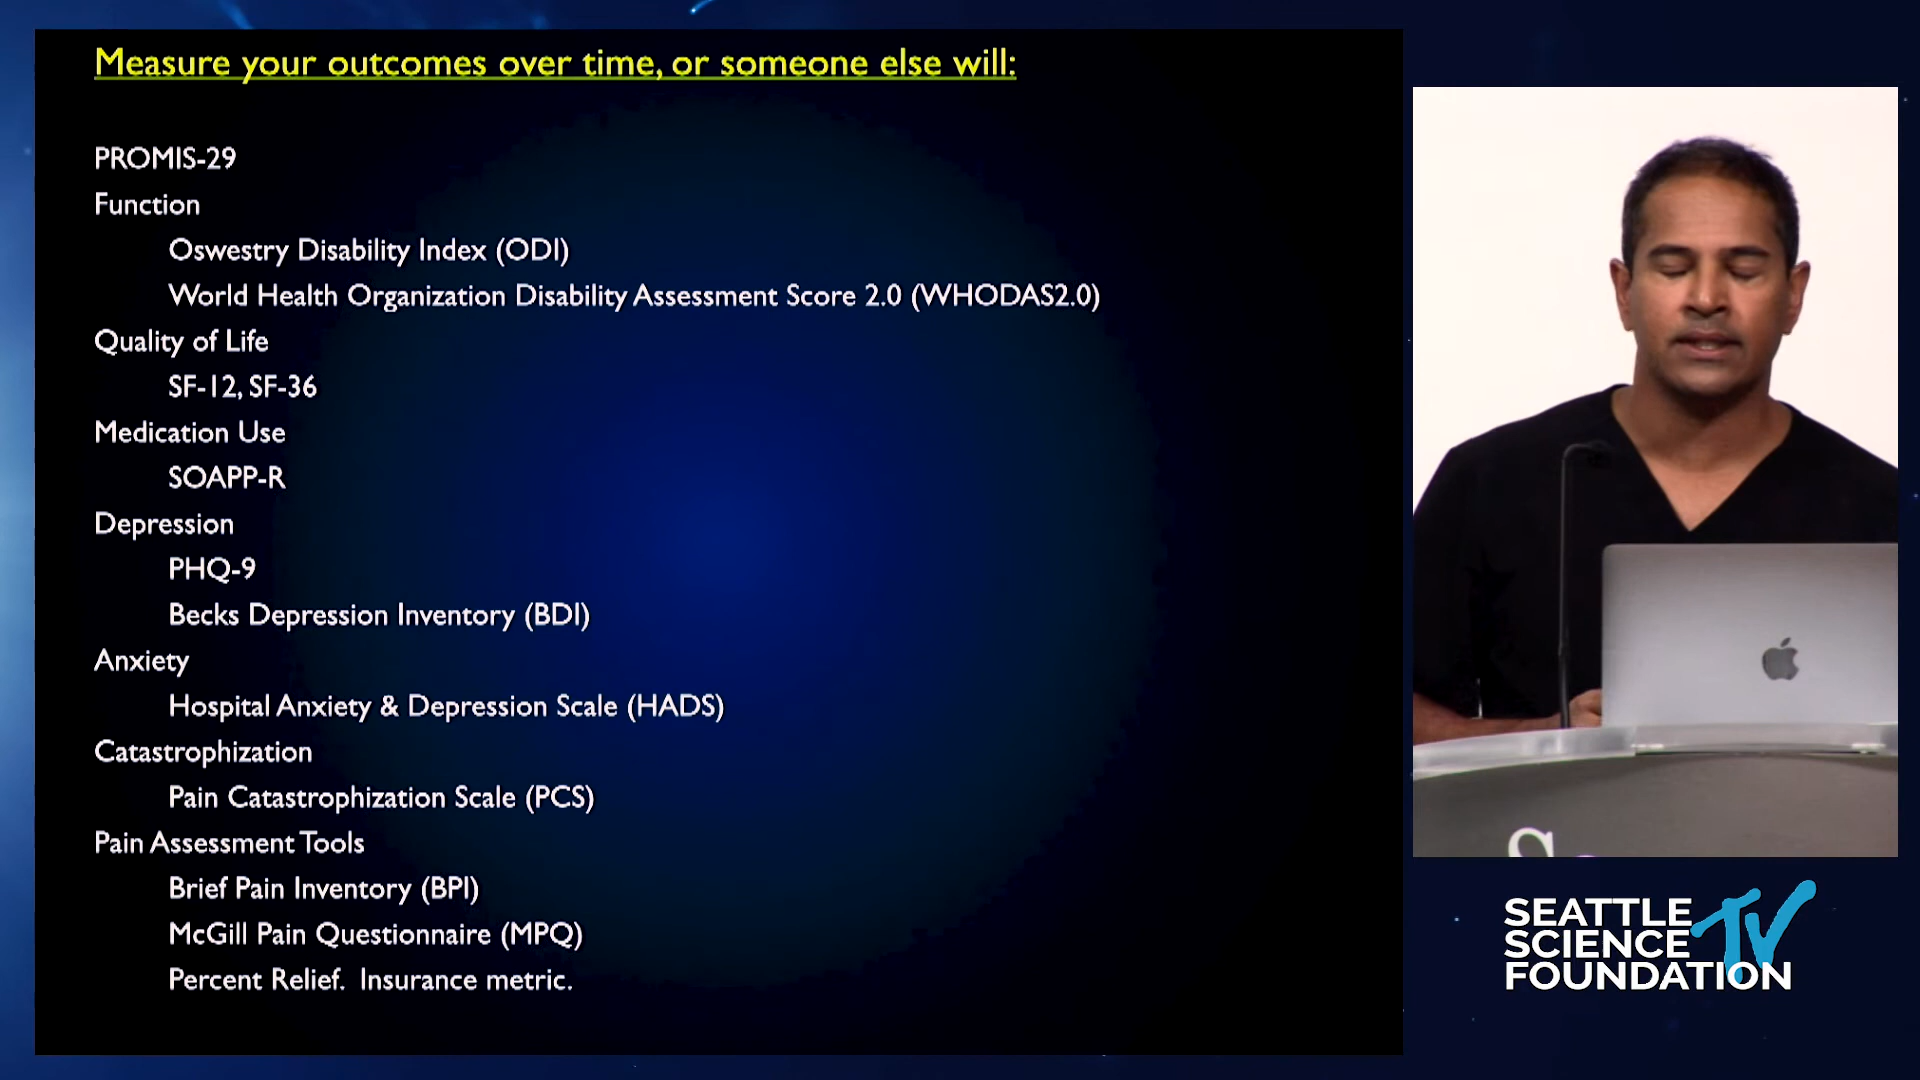 Measure your outcomes over time, or someone else will:
PROMIS-29
Function
Oswestry Disability Index (ODI)
World Health Organization Disability Assessment Score 2.0 (WHODAS2.0)
Quality of Life
SF-12, SF-36
Medication Use
SOAPP-R
Depression
PHQ-9
Becks Depression Inventory (BDI)
Anxiety
Hospital Anxiety & Depression Scale (HADS)
Catastrophization
Pain Catastrophization Scale (PCS)
Pain Assessment Tools
Brief Pain Inventory (BPI)
McGill Pain Questionnaire (MPQ)
Percent Relief. Insurance metric.
SEATTLE
SCIENCE TV
FOUNDATION